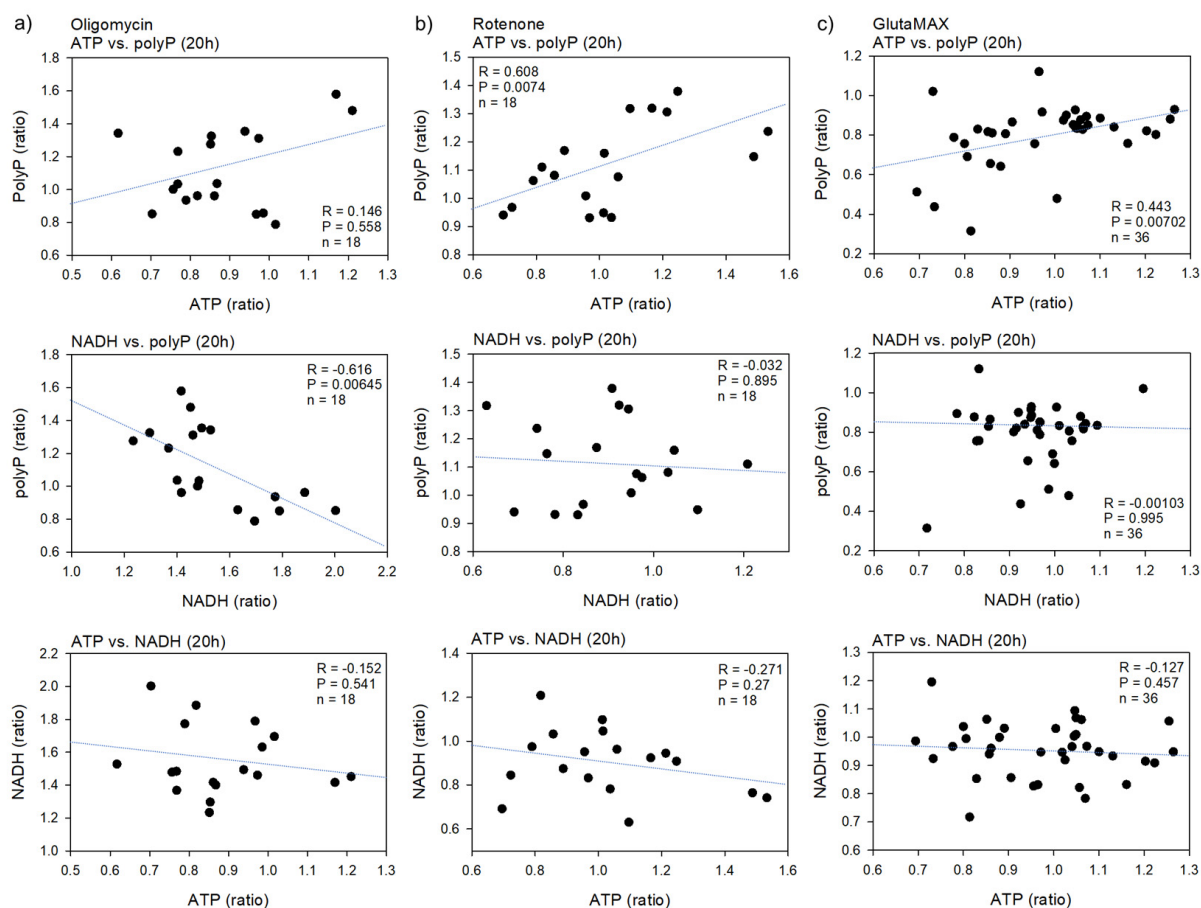 a)
Oligomycin
ATP vs. polyP (20h)
1.8
1.6
1.4
1.2
1.0
0.8
0.6
0.4
PolyP (ratio)
R = 0.146
P = 0.558
n = 18
0.5 0.6 0.7 0.8 0.9 1.0 1.1 1.2 1.3
ATP (ratio)
b)
Rotenone
ATP vs. polyP (20h)
1.5
1.4
1.3
1.2
1.1
1.0
0.9
0.8
PolyP (ratio)
R = 0.608
P = 0.0074
n = 18
0.6 0.8 1.0 1.2 1.4 1.6
ATP (ratio)
c)
GlutaMAX
ATP vs. polyP (20h)
1.2
1.0
0.8
0.6
0.4
0.2
PolyP (ratio)
R = 0.443
P = 0.00702
n = 36
0.6 0.7 0.8 0.9 1.0 1.1 1.2 1.3
ATP (ratio)
NADH vs. polyP (20h)
1.8
1.6
1.4
1.2
1.0
0.8
0.6
polyP (ratio)
R = -0.616
P = 0.00645
n = 18
1.0 1.2 1.4 1.6 1.8 2.0 2.2
NADH (ratio)
NADH vs. polyP (20h)
1.5
1.4
1.3
1.2
1.1
1.0
0.9
0.8
polyP (ratio)
R = -0.032
P = 0.895
n = 18
0.6 0.8 1.0 1.2
NADH (ratio)
NADH vs. polyP (20h)
1.2
1.0
0.8
0.6
0.4
0.2
polyP (ratio)
R = -0.00103
P = 0.995
n = 36
0.6 0.7 0.8 0.9 1.0 1.1 1.2 1.3
NADH (ratio)
ATP vs. NADH (20h)
2.2
2.0
1.8
1.6
1.4
1.2
1.0
NADH (ratio)
R = -0.152
P = 0.541
n = 18
0.5 0.6 0.7 0.8 0.9 1.0 1.1 1.2 1.3
ATP (ratio)
ATP vs. NADH (20h)
1.4
1.2
1.0
0.8
0.6
NADH (ratio)
R = -0.271
P = 0.27
n = 18
0.6 0.8 1.0 1.2 1.4 1.6
ATP (ratio)
ATP vs. NADH (20h)
1.3
1.2
1.1
1.0
0.9
0.8
0.7
0.6
NADH (ratio)
R = -0.127
P = 0.457
n = 36
0.6 0.7 0.8 0.9 1.0 1.1 1.2 1.3
ATP (ratio)